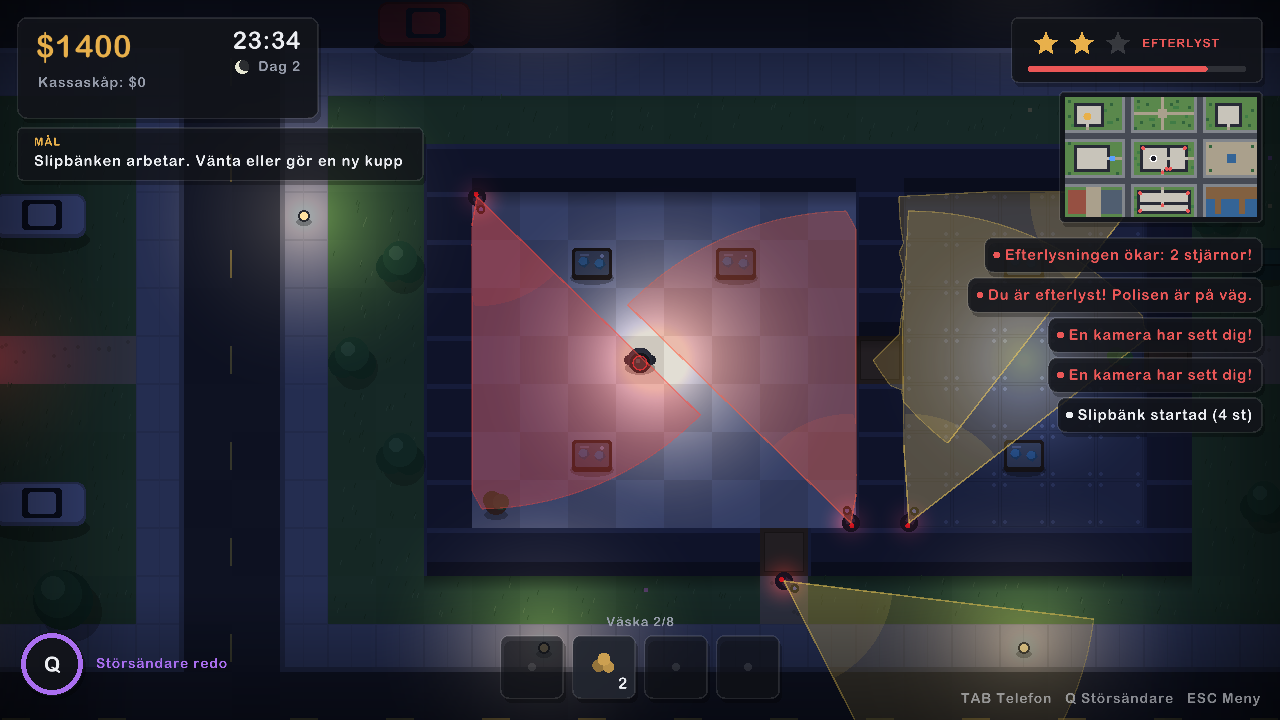 $1400
23:34
Kassaskåp: $0
Dag 2
MÅL
Slipbänken arbetar. Vänta eller gör en ny kupp
EFTERLYST
Efterlysningen ökar: 2 stjärnor!
Du är efterlyst! Polisen är på väg.
En kamera har sett dig!
En kamera har sett dig!
Slipbänk startad (4 st)
Väska 2/8
2
Q
Störsändare redo
TAB Telefon Q Störsändare ESC Meny